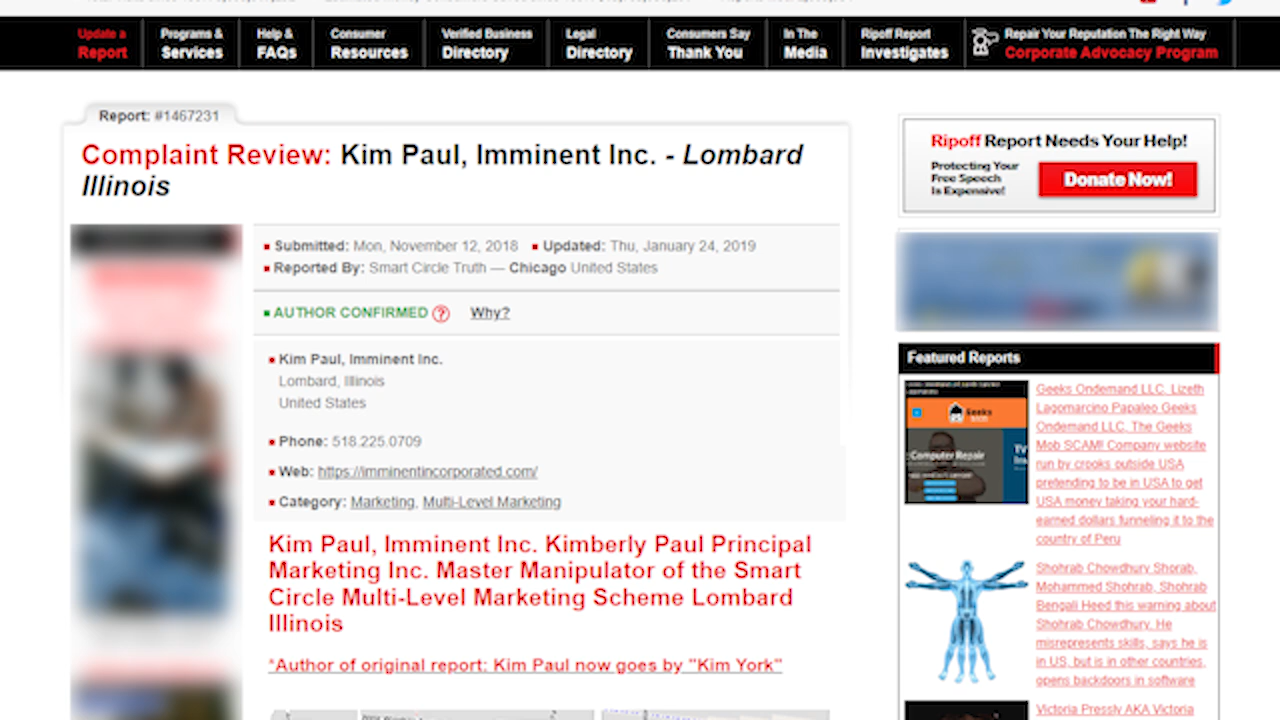 Update a Report
Programs & Services
Help & FAQs
Consumer Resources
Verified Business Directory
Legal Directory
Consumers Say Thank You
In The Media
Ripoff Report Investigates
Repair Your Reputation The Right Way
Corporate Advocacy Program
Report: #1467231
Complaint Review: Kim Paul, Imminent Inc. - Lombard
Illinois
Submitted: Mon, November 12, 2018 Updated: Thu, January 24, 2019
Reported By: Smart Circle Truth — Chicago United States
AUTHOR CONFIRMED ? Why?
Kim Paul, Imminent Inc.
Lombard, Illinois
United States
Phone: 518.225.0709
Web: https://imminentincorporated.com/
Category: Marketing, Multi-Level Marketing
Kim Paul, Imminent Inc. Kimberly Paul Principal
Marketing Inc. Master Manipulator of the Smart
Circle Multi-Level Marketing Scheme Lombard
Illinois
*Author of original report: Kim Paul now goes by "Kim York"
Ripoff Report Needs Your Help!
Protecting Your
Free Speech
Is Expensive!
Donate Now!
Featured Reports
Geeks
Computer Repair
TV
Geeks Ondemand LLC, Lizeth
Lagomarcino Papaleo Geeks
Ondemand LLC, The Geeks
Mob SCAM! Company website
run by crooks outside USA
pretending to be in USA to get
USA money taking your hard-
earned dollars funneling it to the
country of Peru
Shohrab Chowdhury Shorab,
Mohammed Shohrab, Shohrab
Bengali Heed this warning about
Shohrab Chowdhury. He
misrepresents skills, says he is
in US, but is in other countries,
opens backdoors in software
Victoria Pressly AKA Victoria